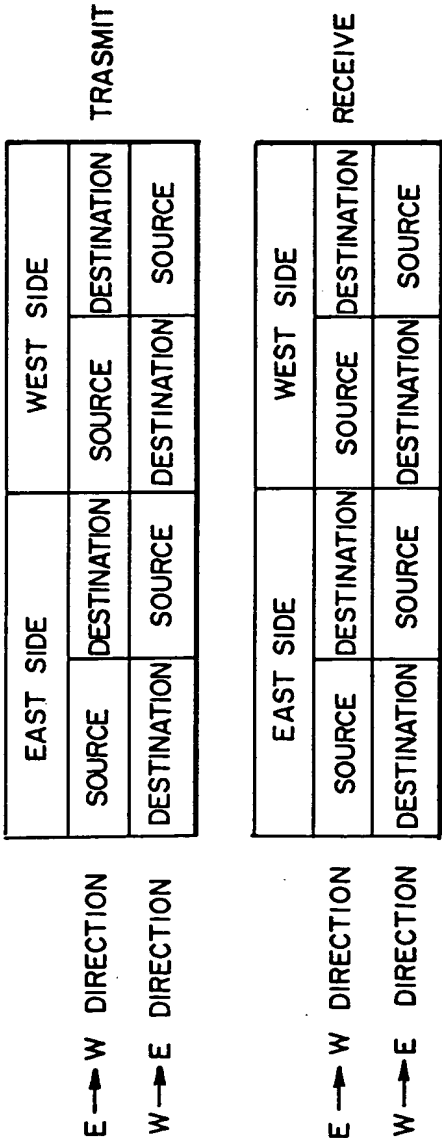 EAST SIDE WEST SIDE
E → W DIRECTION SOURCE DESTINATION SOURCE DESTINATION TRASMIT
W → E DIRECTION DESTINATION SOURCE DESTINATION SOURCE
EAST SIDE WEST SIDE
E → W DIRECTION SOURCE DESTINATION SOURCE DESTINATION RECEIVE
W → E DIRECTION DESTINATION SOURCE DESTINATION SOURCE